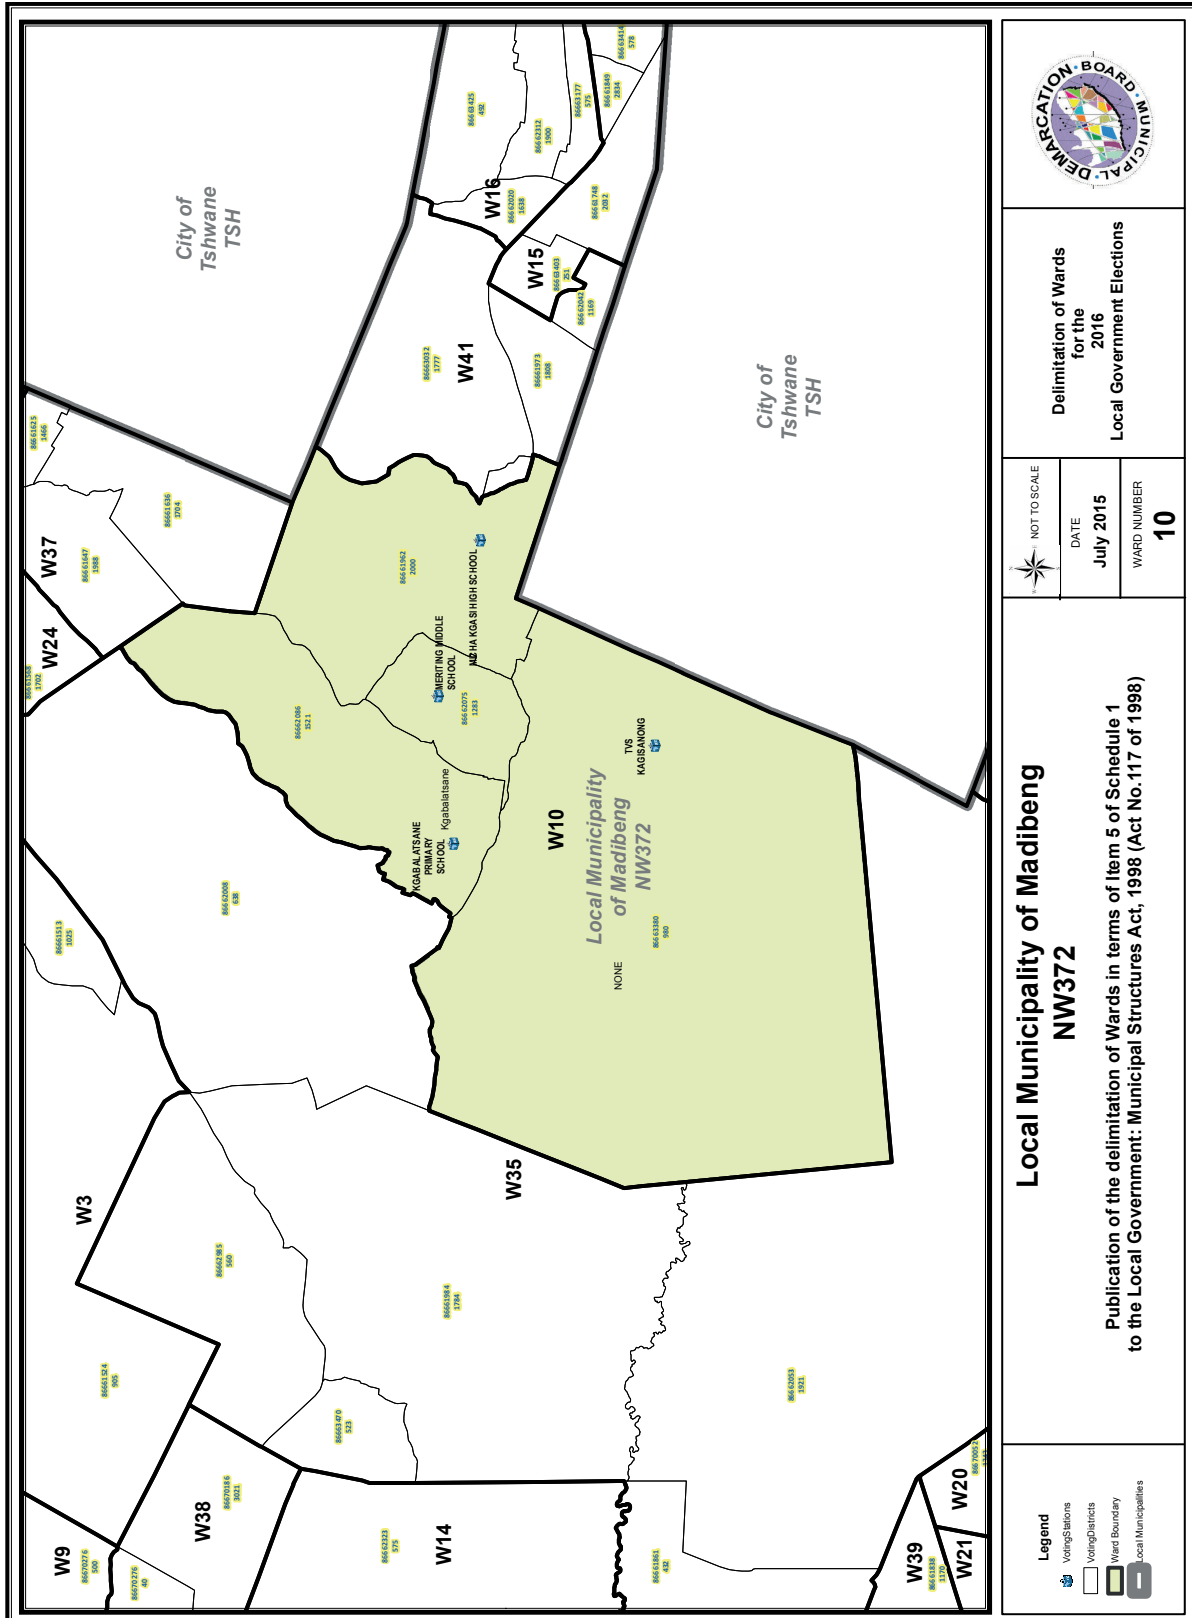 City of
Tshwane
TSH
City of
Tshwane
TSH
Local Municipality
of Madibeng
NW372
W9
W38
W14
W3
W35
W10
W24
W37
W41
W16
W15
W39
W21
W20
86670276
500
86670276
40
86661524
905
86670186
3021
86662323
575
86661861
432
86661838
1170
86670052
86663470
523
86662985
560
86661984
1784
86662053
1921
86661513
1025
86662008
638
86661568
1702
86661647
1988
86661625
1466
86661636
1704
86662086
1521
86661962
2000
86662075
1283
86663380
980
NONE
KGABALATSANE
PRIMARY
SCHOOL
Kgabalatsane
MERITING MIDDLE
SCHOOL
MZHA KGASI HIGH SCHOOL
TVS
KAGISANONG
86663032
1777
86661973
1808
86662042
1169
86663403
251
86661748
2082
86662020
1638
86662312
1900
86663425
492
86663177
575
86661849
2834
86663414
578
Legend
VotingStations
VotingDistricts
Ward Boundary
Local Municipalities
Local Municipality of Madibeng
NW372
Publication of the delimitation of Wards in terms of Item 5 of Schedule 1
to the Local Government: Municipal Structures Act, 1998 (Act No.117 of 1998)
NOT TO SCALE
DATE
July 2015
WARD NUMBER
10
Delimitation of Wards
for the
2016
Local Government Elections
MUNICIPAL · DEMARCATION · BOARD